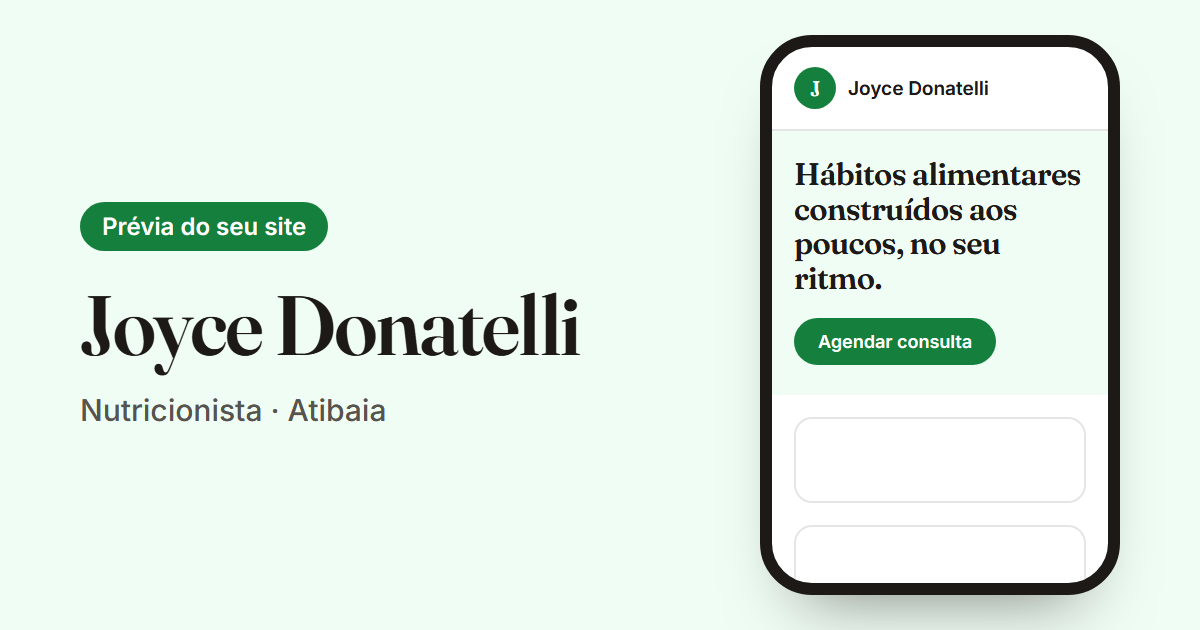 Prévia do seu site
Joyce Donatelli
Nutricionista · Atibaia
J
Joyce Donatelli
Hábitos alimentares
construídos aos
poucos, no seu
ritmo.
Agendar consulta